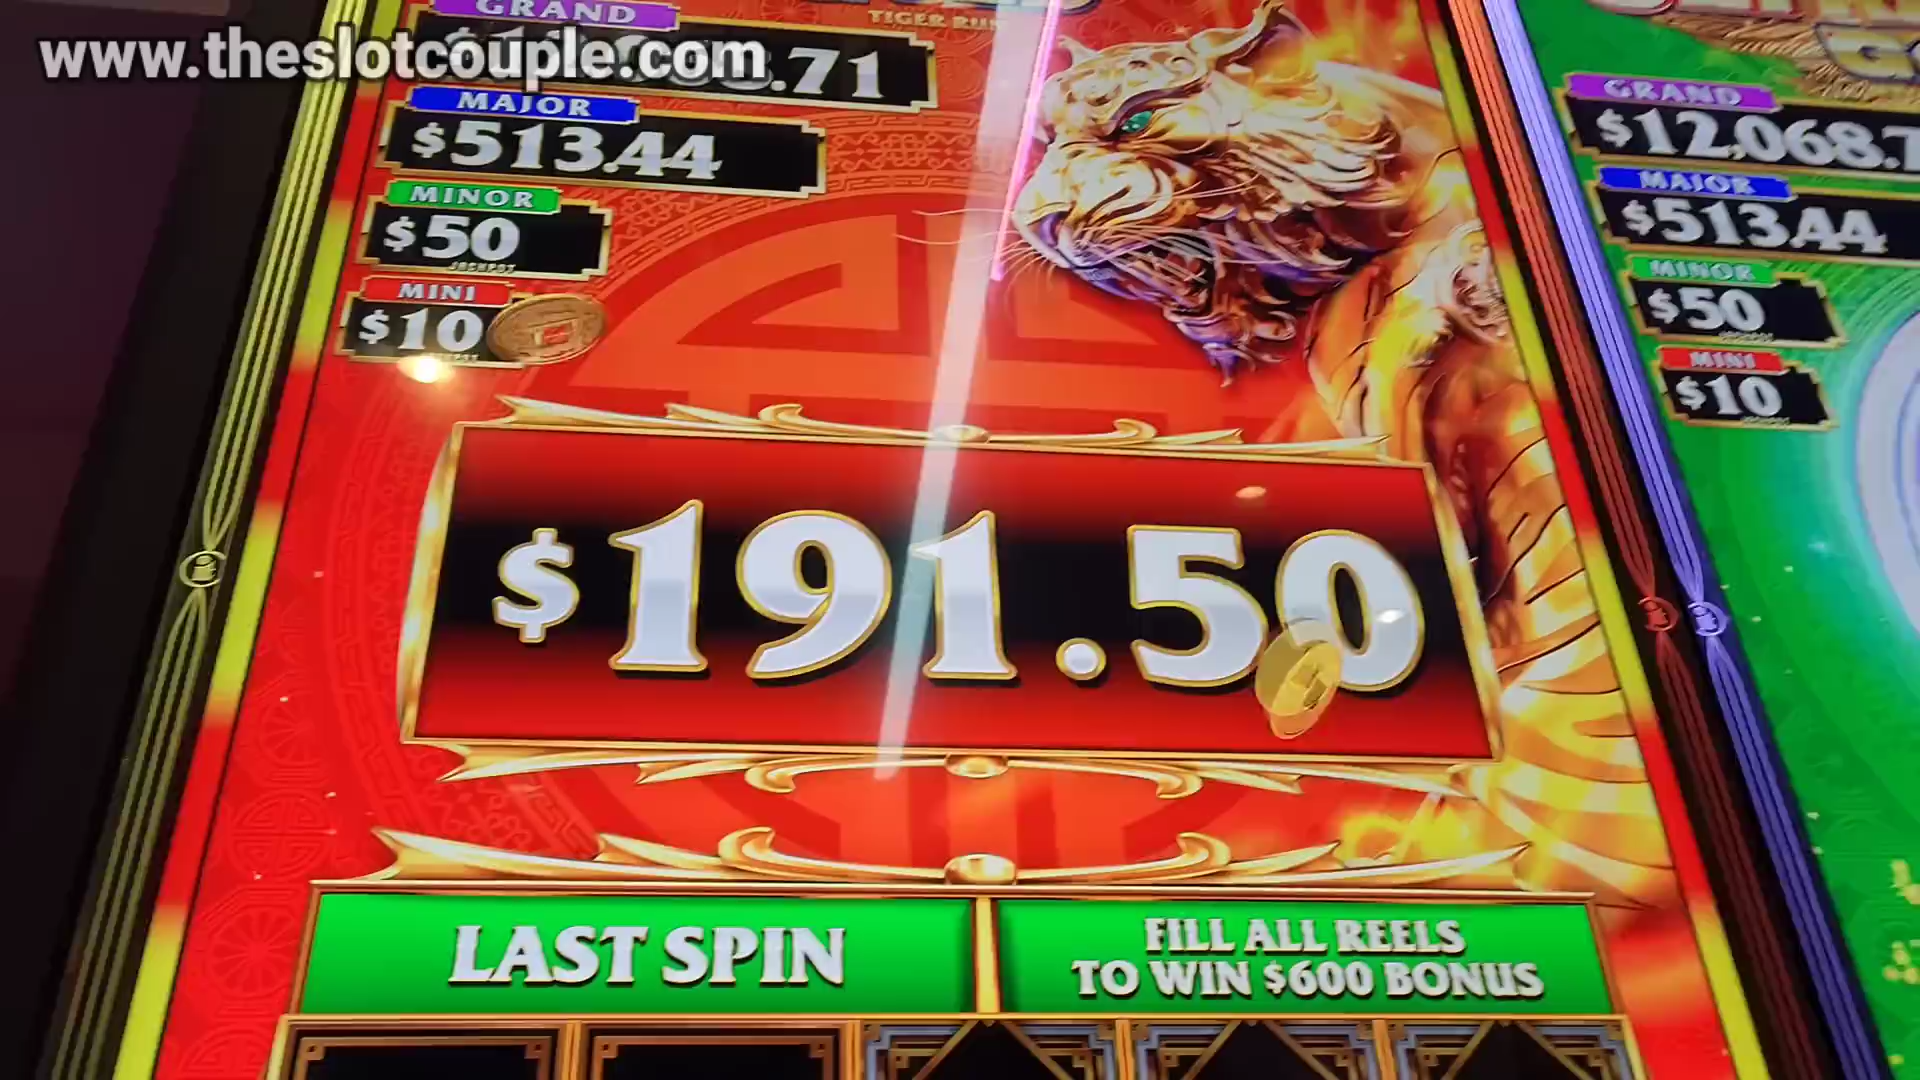 www.theslotcouple.com
GRAND
TIGER RUN
MAJOR
$513.44
MINOR
$50
JACKPOT
MINI
$10
$191.50
LAST SPIN
FILL ALL REELS
TO WIN $600 BONUS
GRAND
$12,068.7
MAJOR
$513.44
MINOR
$50
MINI
$10